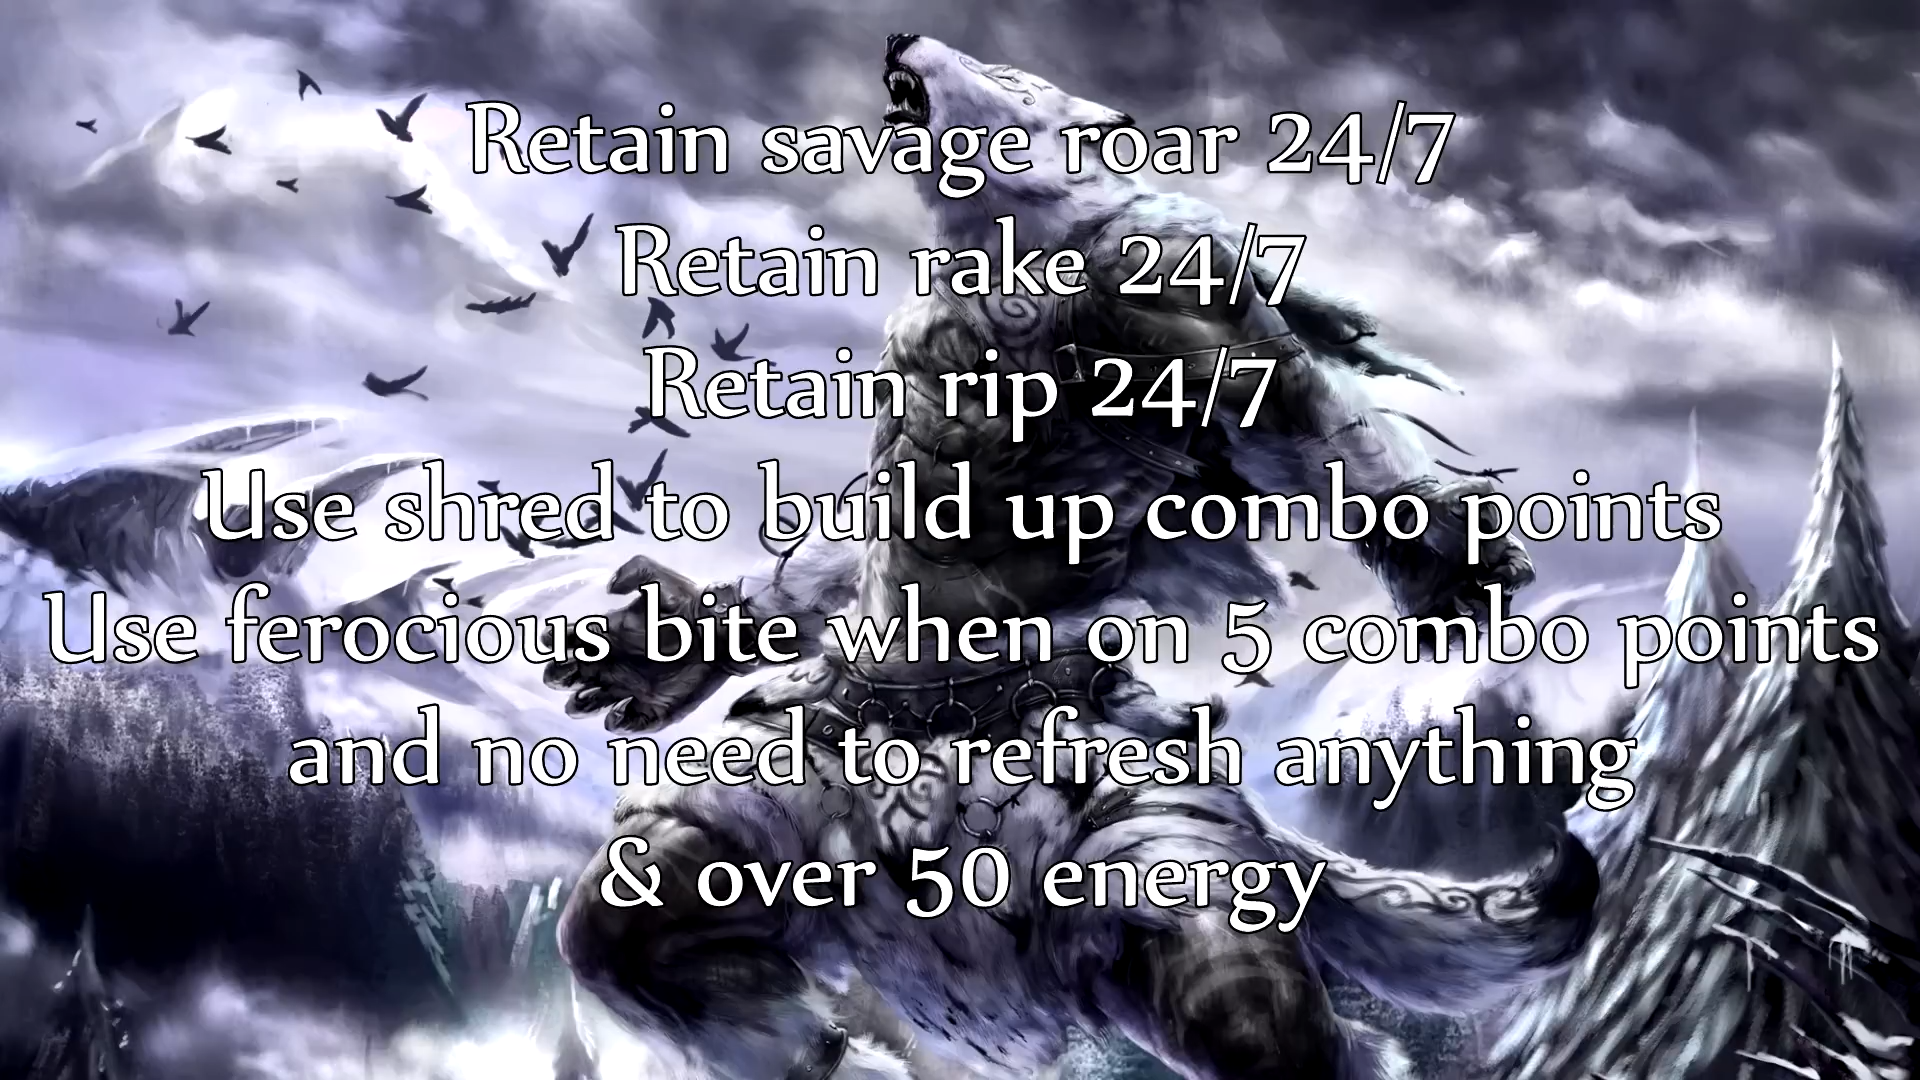 Retain savage roar 24/7
Retain rake 24/7
Retain rip 24/7
Use shred to build up combo points
Use ferocious bite when on 5 combo points
and no need to refresh anything
& over 50 energy